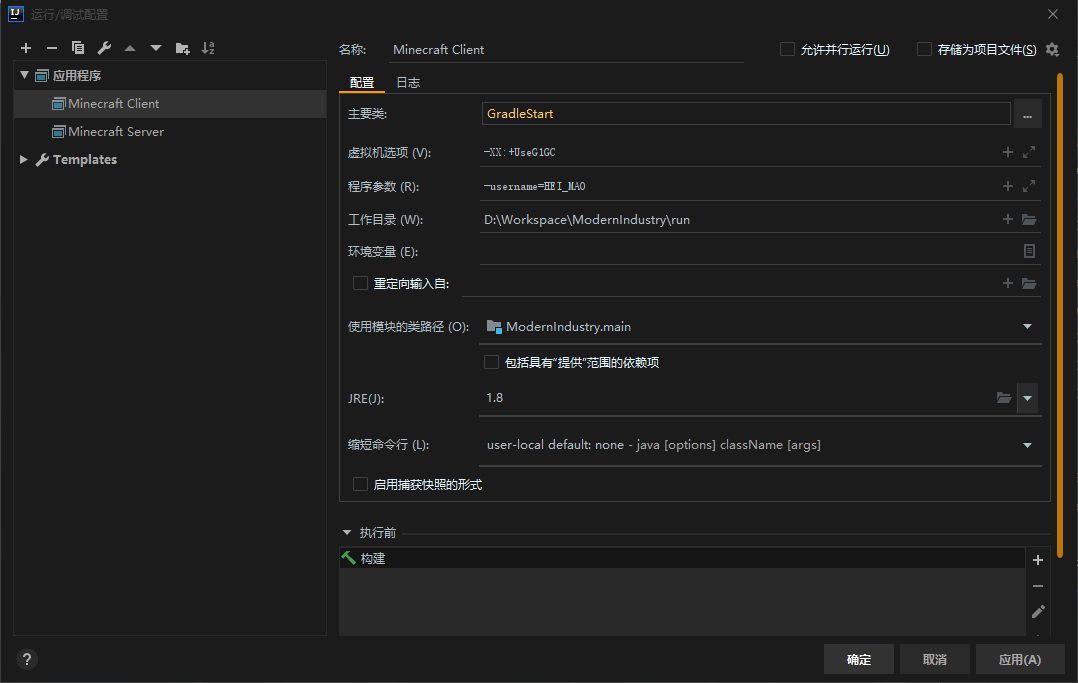 运行/调试配置
名称: Minecraft Client 允许并行运行(U) 存储为项目文件(S)
应用程序
Minecraft Client
Minecraft Server
Templates
配置 日志
主要类: GradleStart ...
虚拟机选项 (V): -XX:+UseG1GC
程序参数 (R): -username=HEI_MAO
工作目录 (W): D:\Workspace\ModernIndustry\run
环境变量 (E):
重定向输入自:
使用模块的类路径 (O): ModernIndustry.main
包括具有"提供"范围的依赖项
JRE(J): 1.8
缩短命令行 (L): user-local default: none - java [options] className [args]
启用捕获快照的形式
执行前
构建
? 确定 取消 应用(A)